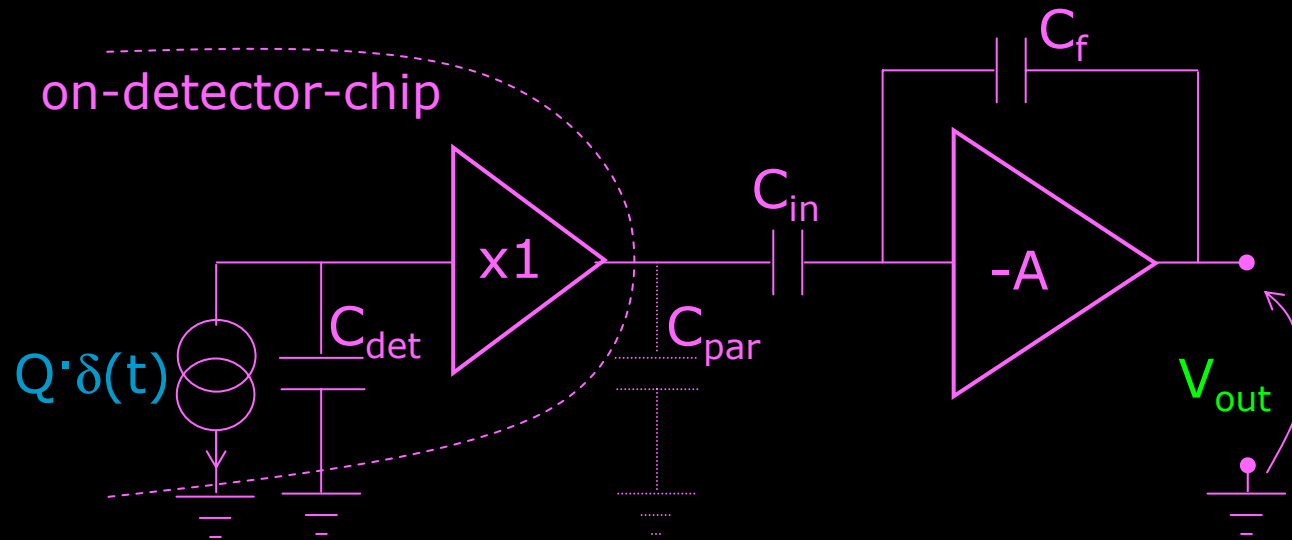 C_f
on-detector-chip
C_in
x1
-A
C_det
C_par
Q·δ(t)
V_out